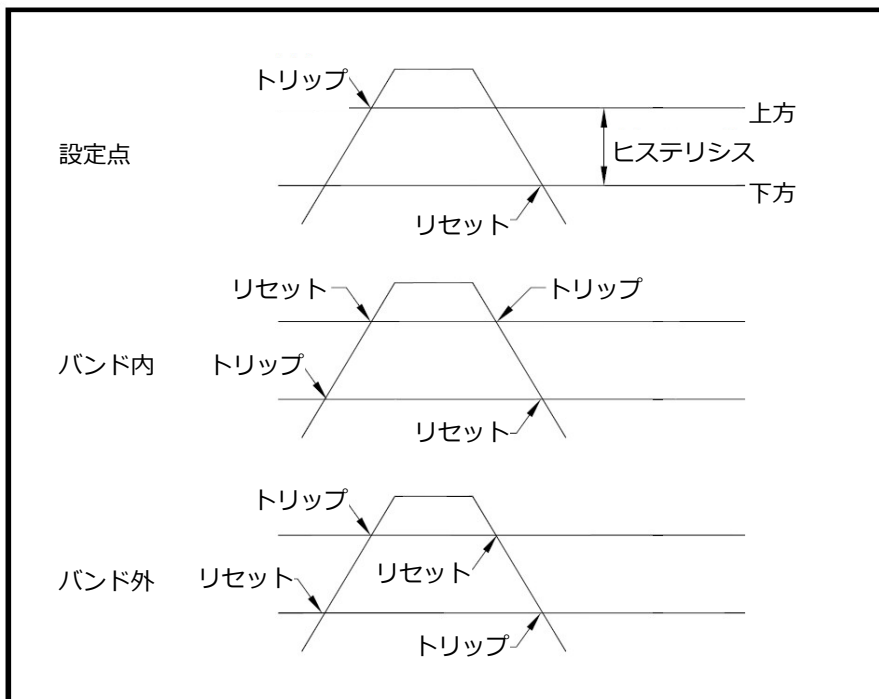 トリップ
上方
設定点
ヒステリシス
下方
リセット
リセット
トリップ
バンド内
トリップ
リセット
トリップ
リセット
バンド外
リセット
トリップ